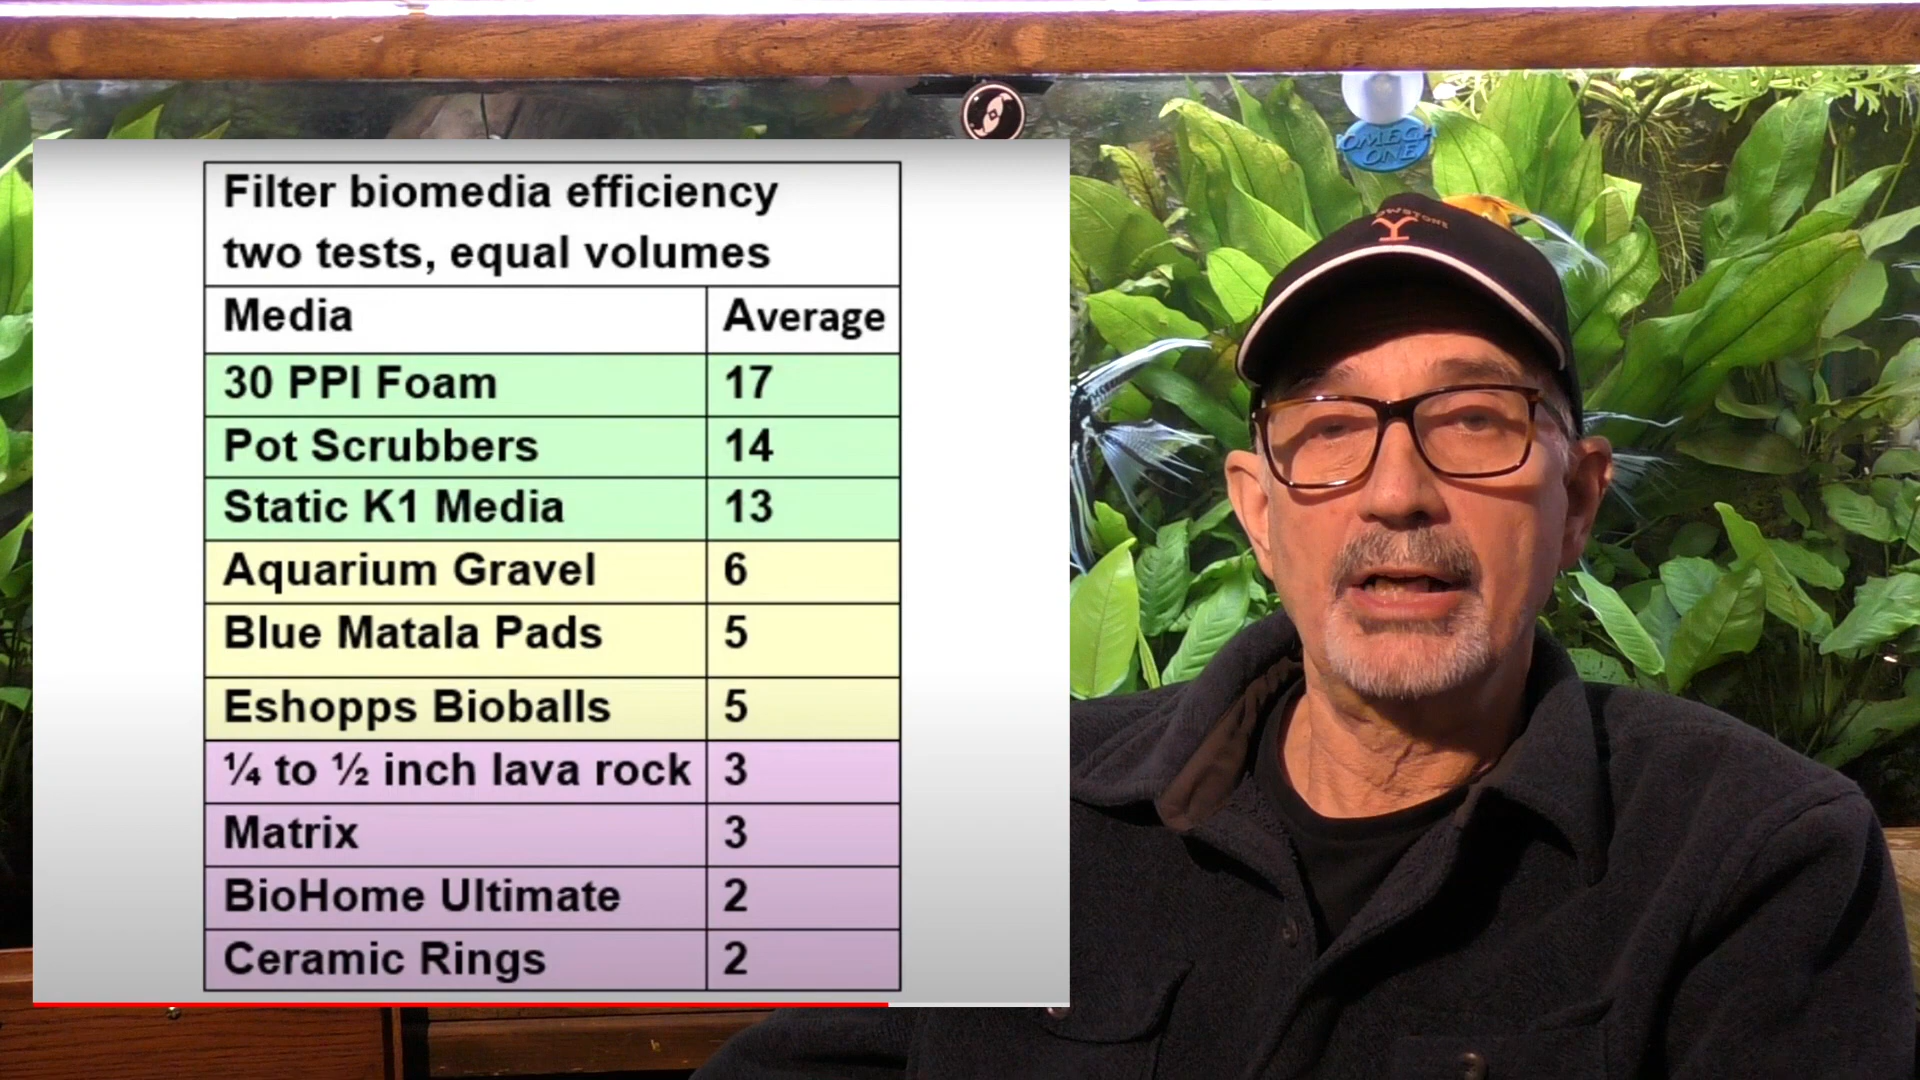 Filter biomedia efficiency
two tests, equal volumes
Media Average
30 PPI Foam 17
Pot Scrubbers 14
Static K1 Media 13
Aquarium Gravel 6
Blue Matala Pads 5
Eshopps Bioballs 5
¼ to ½ inch lava rock 3
Matrix 3
BioHome Ultimate 2
Ceramic Rings 2
OMEGA
ONE
Y